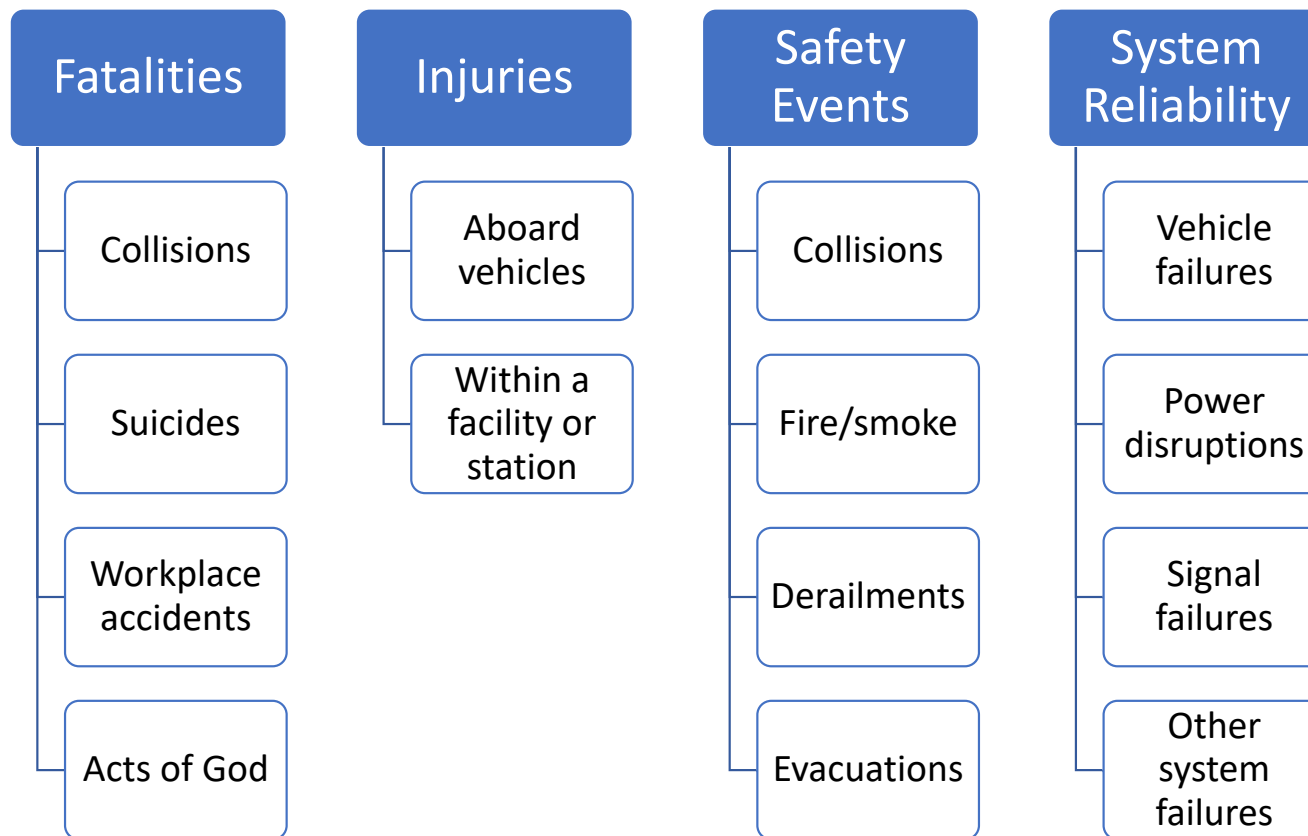 Fatalities
Collisions
Suicides
Workplace
accidents
Acts of God
Injuries
Aboard
vehicles
Within a
facility or
station
Safety
Events
Collisions
Fire/smoke
Derailments
Evacuations
System
Reliability
Vehicle
failures
Power
disruptions
Signal
failures
Other
system
failures